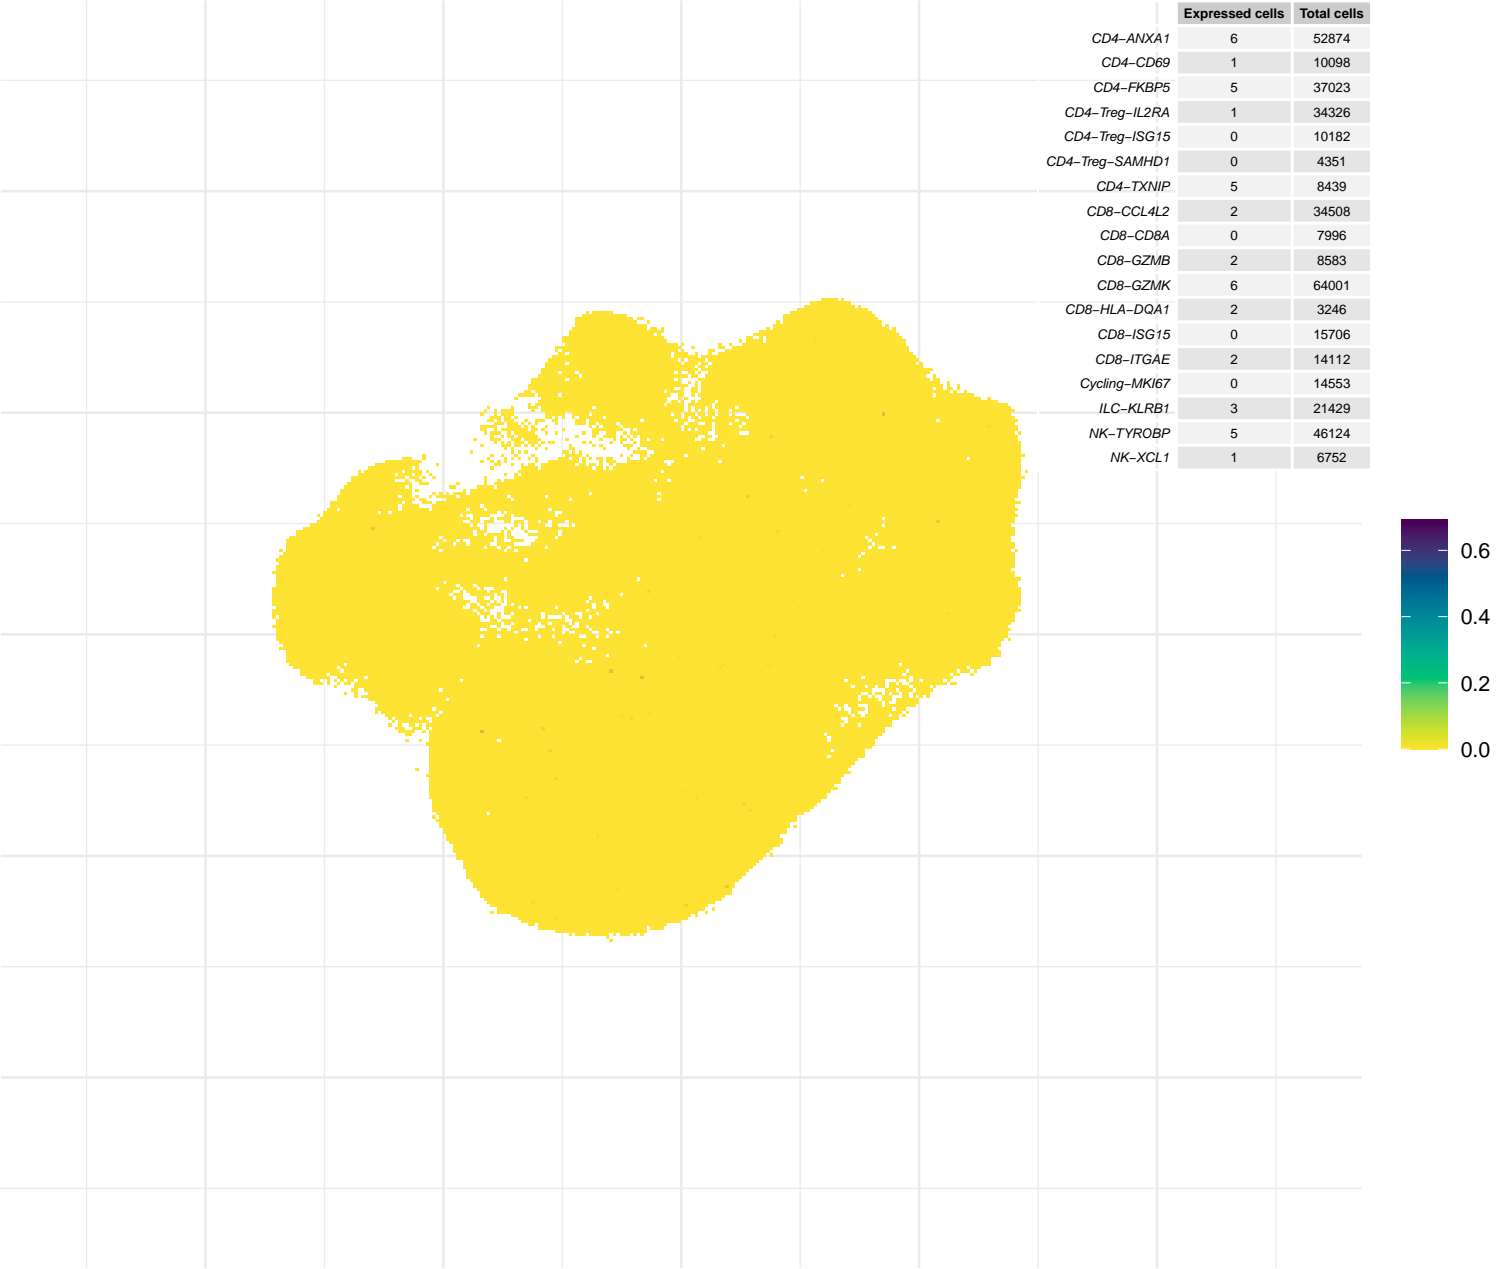 Expressed cells Total cells
CD4−ANXA1 6 52874
CD4−CD69 1 10098
CD4−FKBP5 5 37023
CD4−Treg−IL2RA 1 34326
CD4−Treg−ISG15 0 10182
CD4−Treg−SAMHD1 0 4351
CD4−TXNIP 5 8439
CD8−CCL4L2 2 34508
CD8−CD8A 0 7996
CD8−GZMB 2 8583
CD8−GZMK 6 64001
CD8−HLA−DQA1 2 3246
CD8−ISG15 0 15706
CD8−ITGAE 2 14112
Cycling−MKI67 0 14553
ILC−KLRB1 3 21429
NK−TYROBP 5 46124
NK−XCL1 1 6752
0.6
0.4
0.2
0.0